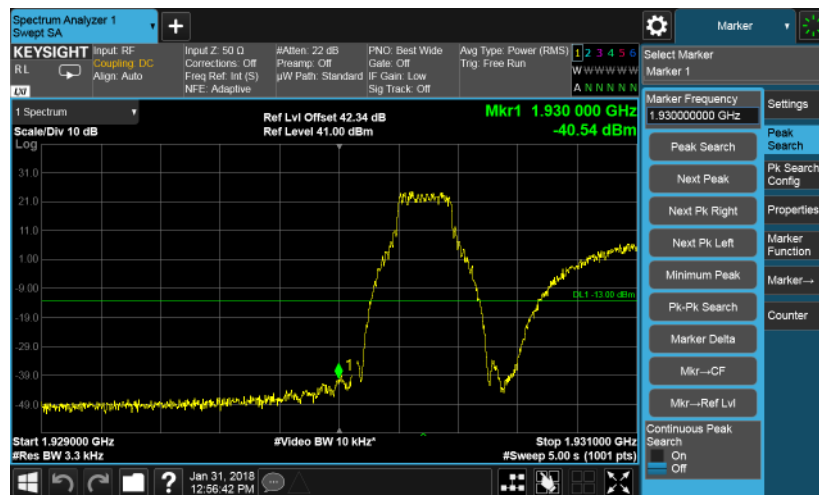 Spectrum Analyzer 1
Swept SA
Marker
KEYSIGHT
RL
LXI
Input: RF
Coupling: DC
Align: Auto
Input Z: 50 Ω
Corrections: Off
Freq Ref: Int (S)
NFE: Adaptive
#Atten: 22 dB
Preamp: Off
µW Path: Standard
PNO: Best Wide
Gate: Off
IF Gain: Low
Sig Track: Off
Avg Type: Power (RMS)
Trig: Free Run
1 2 3 4 5 6
W W W W W W
A N N N N N
Select Marker
Marker 1
1 Spectrum
Scale/Div 10 dB
Log
Ref Lvl Offset 42.34 dB
Ref Level 41.00 dBm
Mkr1 1.930 000 GHz
-40.54 dBm
31.0
21.0
11.0
1.00
-9.00
-19.0
-29.0
-39.0
-49.0
DL1 -13.00 dBm
1
Start 1.929000 GHz
#Res BW 3.3 kHz
#Video BW 10 kHz*
Stop 1.931000 GHz
#Sweep 5.00 s (1001 pts)
Marker Frequency
1.930000000 GHz
Peak Search
Next Peak
Next Pk Right
Next Pk Left
Minimum Peak
Pk-Pk Search
Marker Delta
Mkr→CF
Mkr→Ref Lvl
Continuous Peak
Search
On
Off
Settings
Peak
Search
Pk Search
Config
Properties
Marker
Function
Marker→
Counter
?
Jan 31, 2018
12:56:42 PM